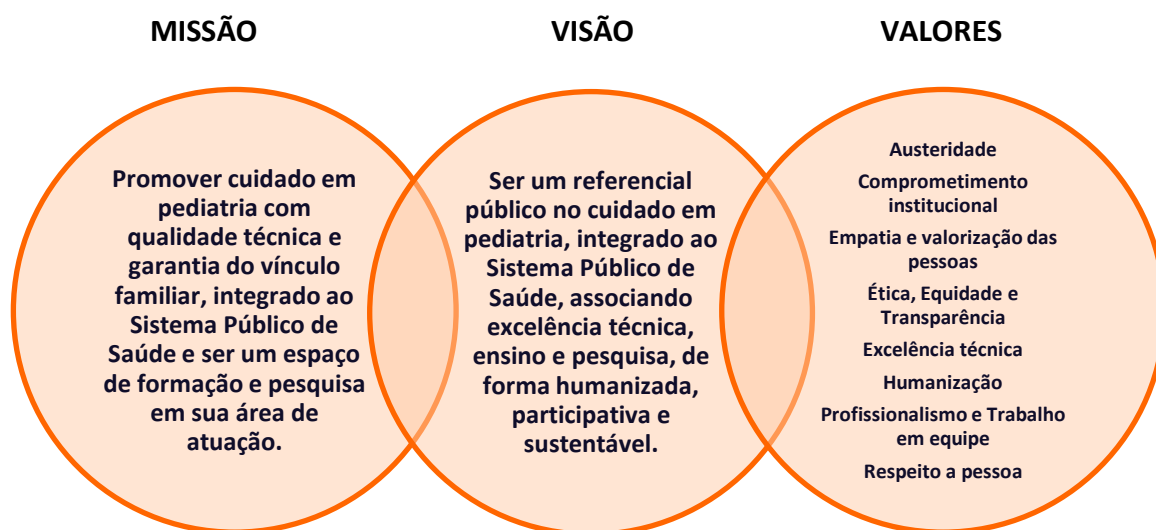 MISSÃO
VISÃO
VALORES
Promover cuidado em
pediatria com
qualidade técnica e
garantia do vínculo
familiar, integrado ao
Sistema Público de
Saúde e ser um espaço
de formação e pesquisa
em sua área de
atuação.
Ser um referencial
público no cuidado em
pediatria, integrado ao
Sistema Público de
Saúde, associando
excelência técnica,
ensino e pesquisa, de
forma humanizada,
participativa e
sustentável.
Austeridade
Comprometimento
institucional
Empatia e valorização das
pessoas
Ética, Equidade e
Transparência
Excelência técnica
Humanização
Profissionalismo e Trabalho
em equipe
Respeito a pessoa